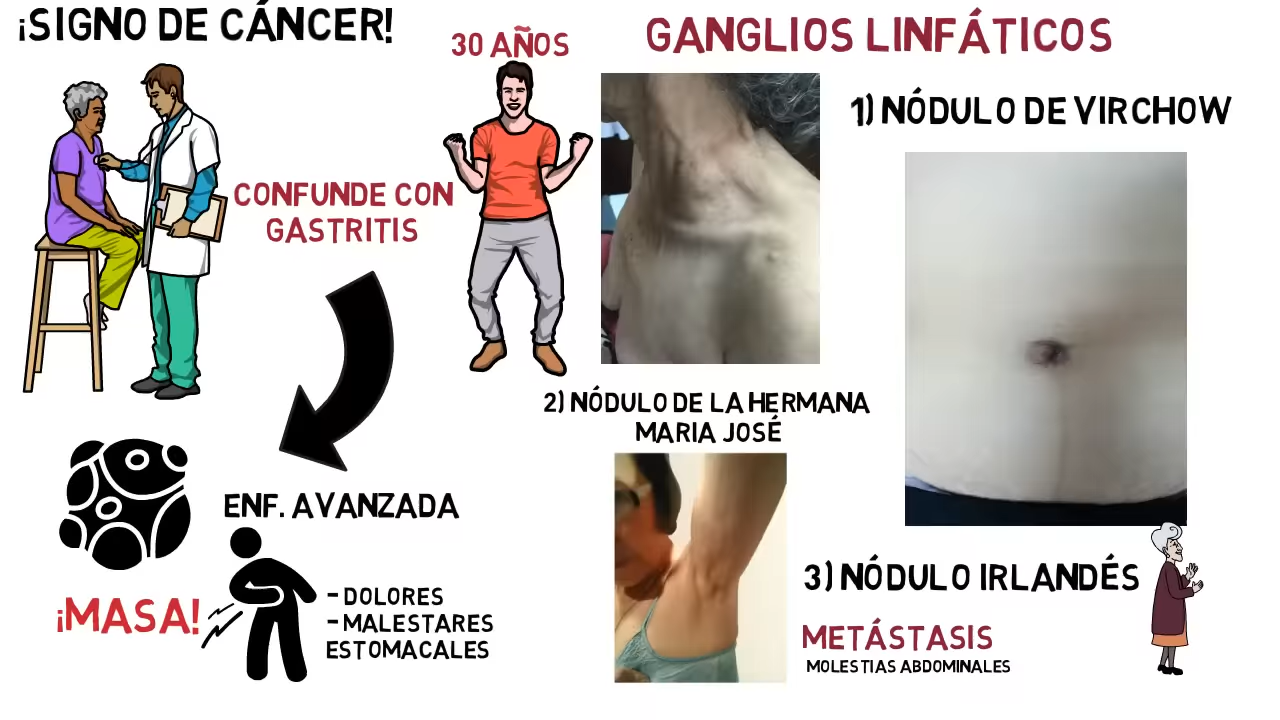 ¡SIGNO DE CÁNCER!
30 AÑOS
GANGLIOS LINFÁTICOS
1) NÓDULO DE VIRCHOW
CONFUNDE CON
GASTRITIS
2) NÓDULO DE LA HERMANA
MARIA JOSÉ
ENF. AVANZADA
¡MASA!
- DOLORES
- MALESTARES
ESTOMACALES
3) NÓDULO IRLANDÉS
METÁSTASIS
MOLESTIAS ABDOMINALES